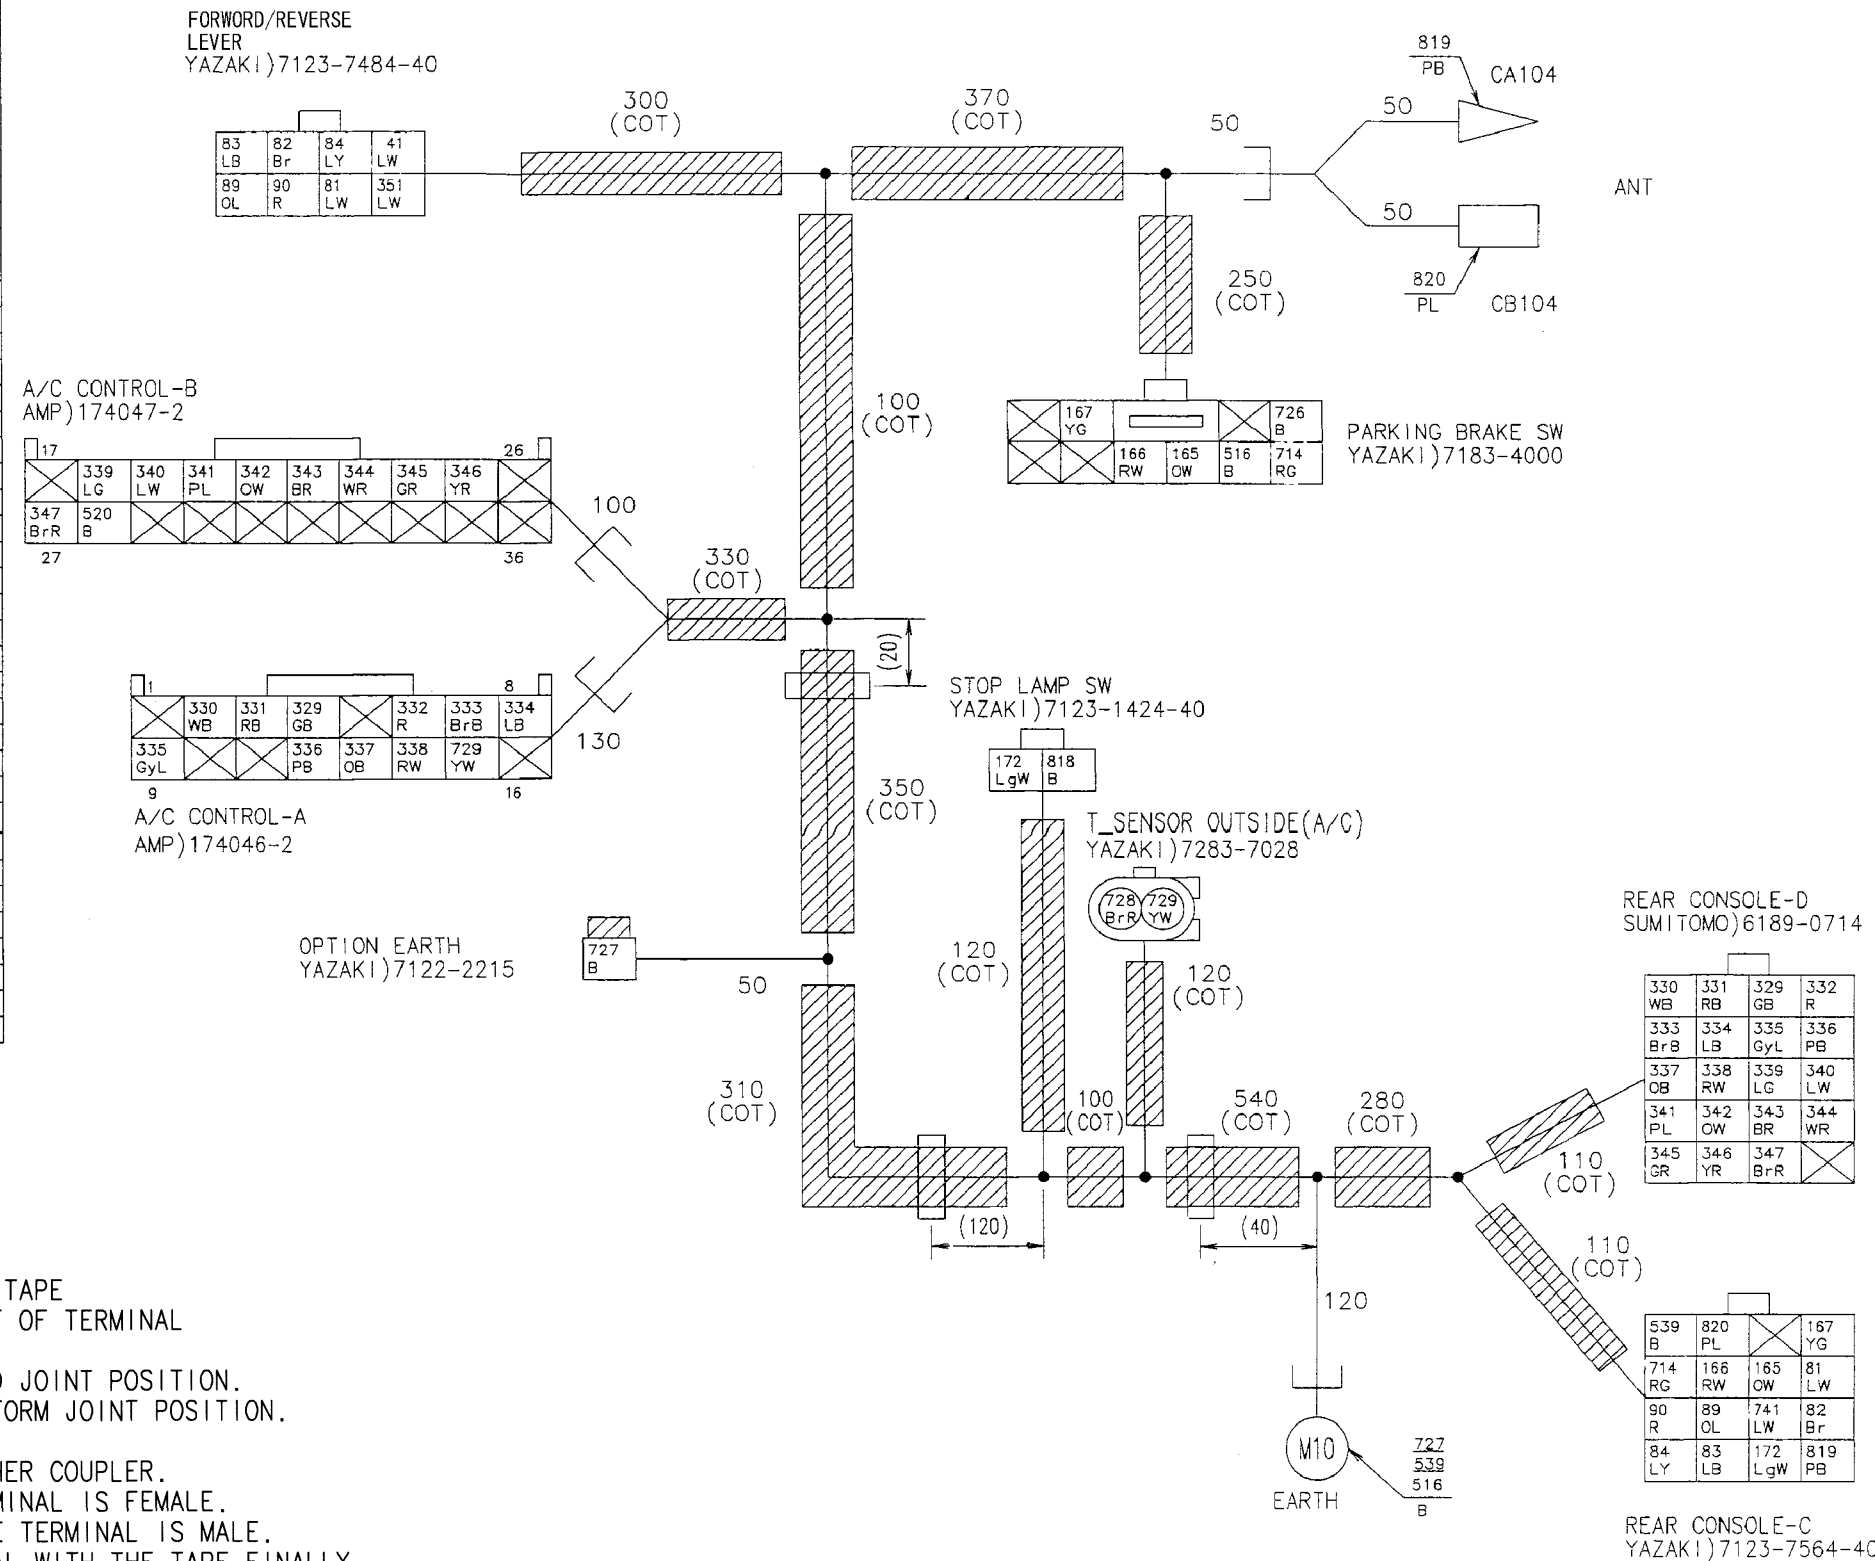 FORWORD/REVERSE
LEVER
YAZAKI)7123-7484-40
83 82 84 41
LB Br LY LW
89 90 81 351
OL R LW LW
300
(COT)
370
(COT)
50
819
PB
CA104
50
ANT
50
820
PL
CB104
250
(COT)
100
(COT)
167 726
YG B
166 165 516 714
RW OW B RG
PARKING BRAKE SW
YAZAKI)7183-4000
A/C CONTROL-B
AMP)174047-2
17 26
339 340 341 342 343 344 345 346
LG LW PL OW BR WR GR YR
347 520
BrR B
27 36
100
330
(COT)
(20)
1 8
330 331 329 332 333 334
WB RB GB R BrB LB
335 336 337 338 729
GyL PB OB RW YW
9 16
130
A/C CONTROL-A
AMP)174046-2
350
(COT)
STOP LAMP SW
YAZAKI)7123-1424-40
172 818
LgW B
T_SENSOR OUTSIDE(A/C)
YAZAKI)7283-7028
728 729
BrR YW
OPTION EARTH
YAZAKI)7122-2215
727
B
50
120
(COT)
120
(COT)
REAR CONSOLE-D
SUMITOMO)6189-0714
330 331 329 332
WB RB GB R
333 334 335 336
BrB LB GyL PB
337 338 339 340
OB RW LG LW
341 342 343 344
PL OW BR WR
345 346 347
GR YR BrR
310
(COT)
100
(COT)
540
(COT)
280
(COT)
110
(COT)
(120)
(40)
110
(COT)
120
539 820 167
B PL YG
714 166 165 81
RG RW OW LW
90 89 741 82
R OL LW Br
84 83 172 819
LY LB LgW PB
REAR CONSOLE-C
YAZAKI)7123-7564-40
M10
EARTH
727
539
516
B
TAPE
OF TERMINAL
JOINT POSITION.
JOINT POSITION.
COUPLER.
IS FEMALE.
TERMINAL IS MALE.
WITH THE TAPE FINALLY